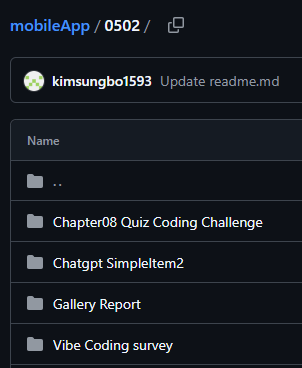 mobileApp / 0502 /
kimsungbo1593 Update readme.md
Name
..
Chapter08 Quiz Coding Challenge
Chatgpt SimpleItem2
Gallery Report
Vibe Coding survey